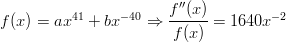 f(x) = ax^{41} + bx^{-40} ⇒ \frac{f''(x)}{f(x)} = 1640x^{-2}